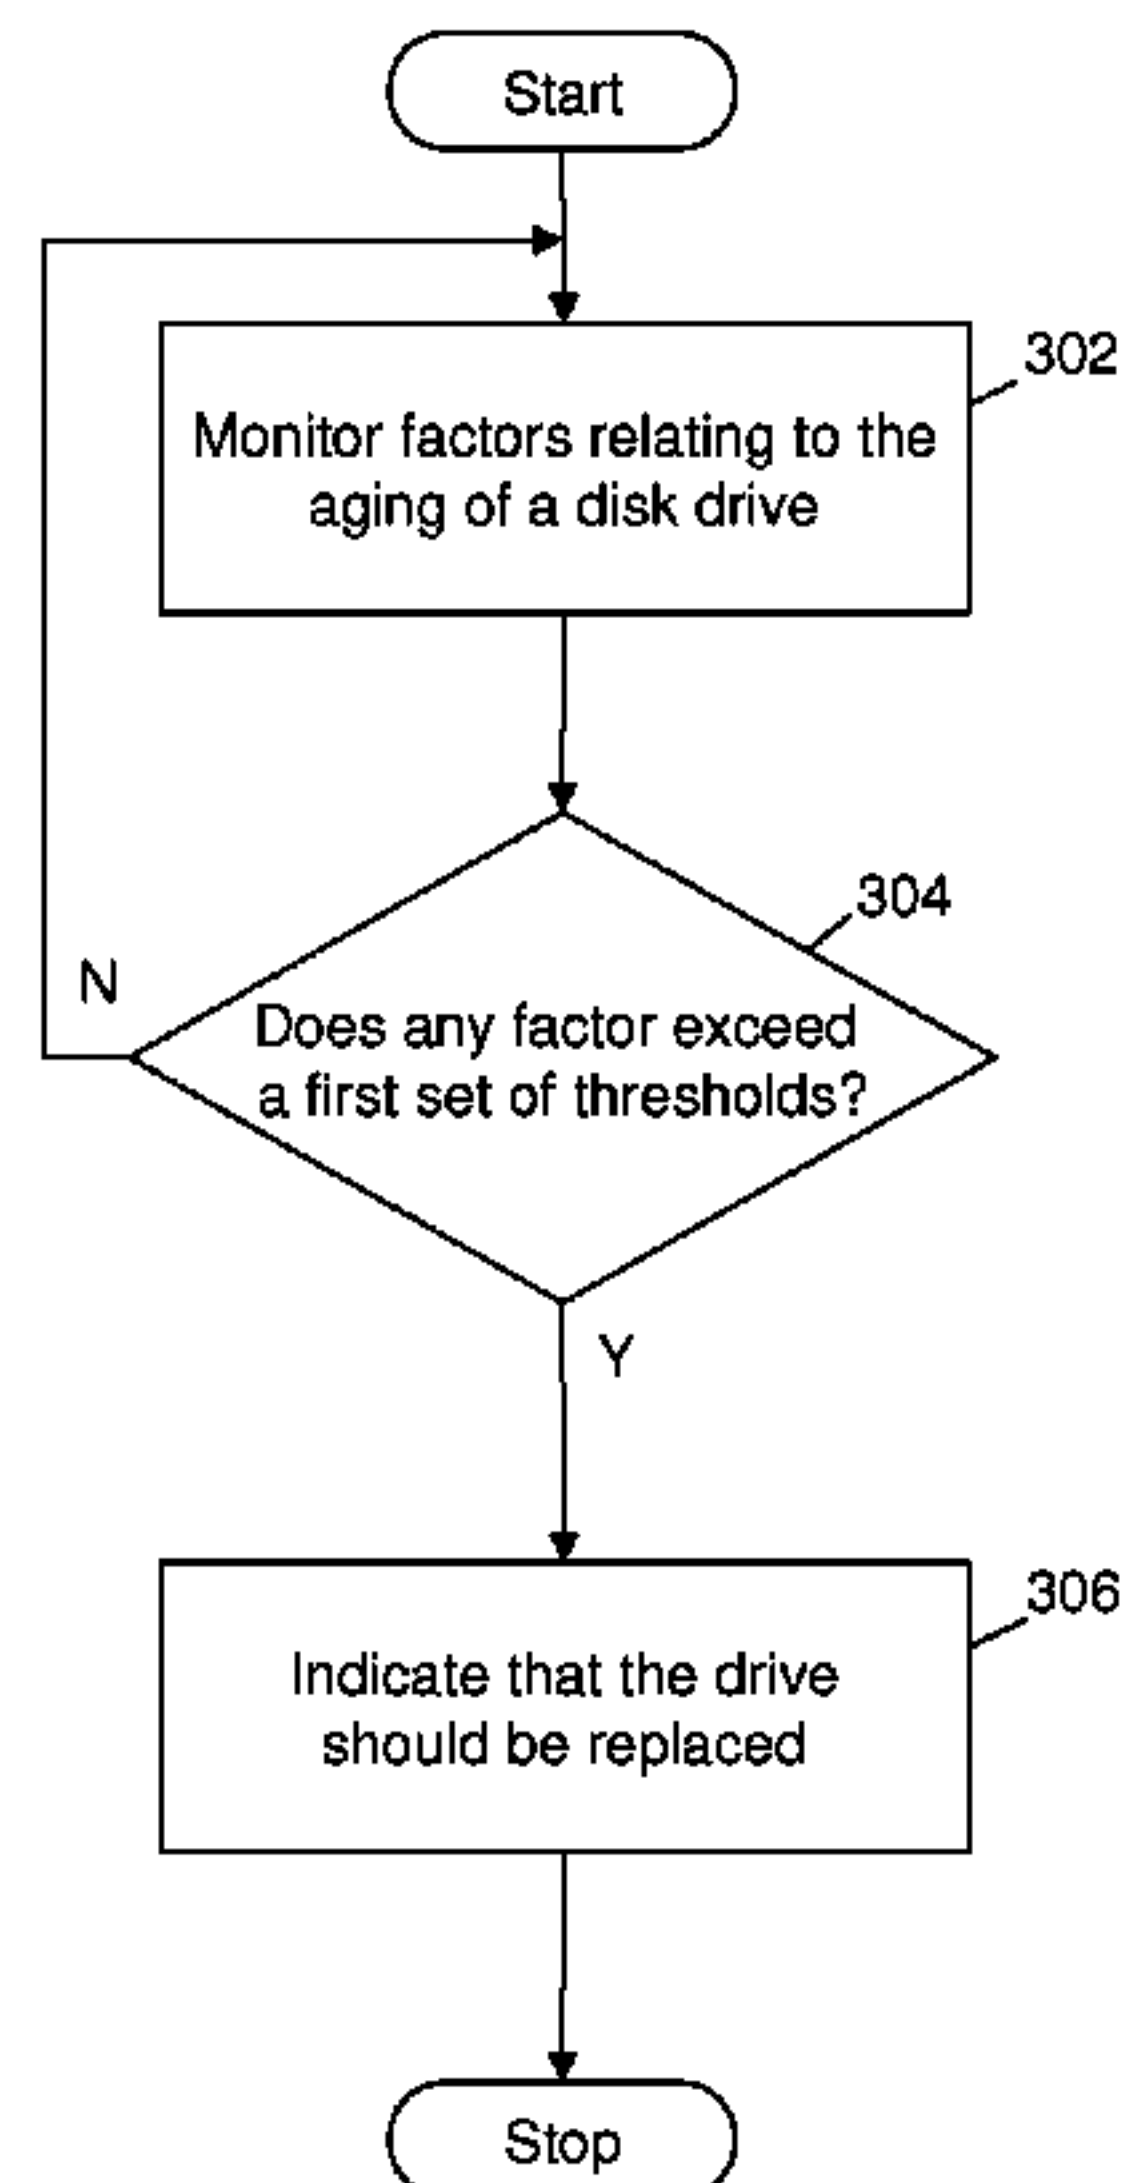 Start
302
Monitor factors relating to the
aging of a disk drive
304
N
Does any factor exceed
a first set of thresholds?
Y
306
Indicate that the drive
should be replaced
Stop